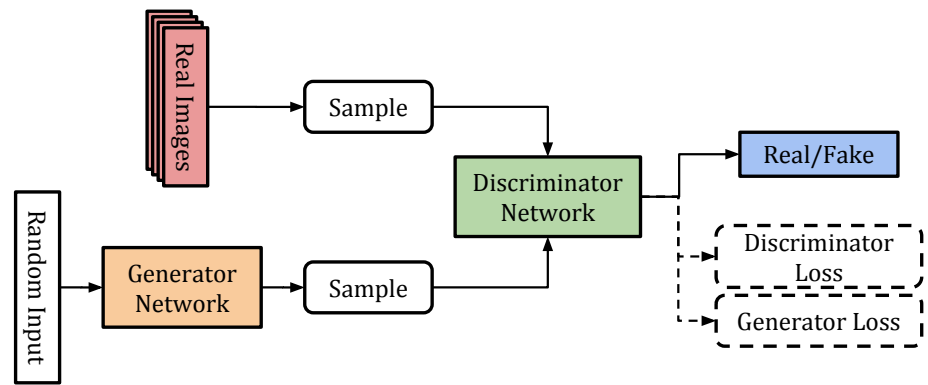 Real Images
Sample
Discriminator
Network
Real/Fake
Random Input
Generator
Network
Sample
Discriminator
Loss
Generator Loss